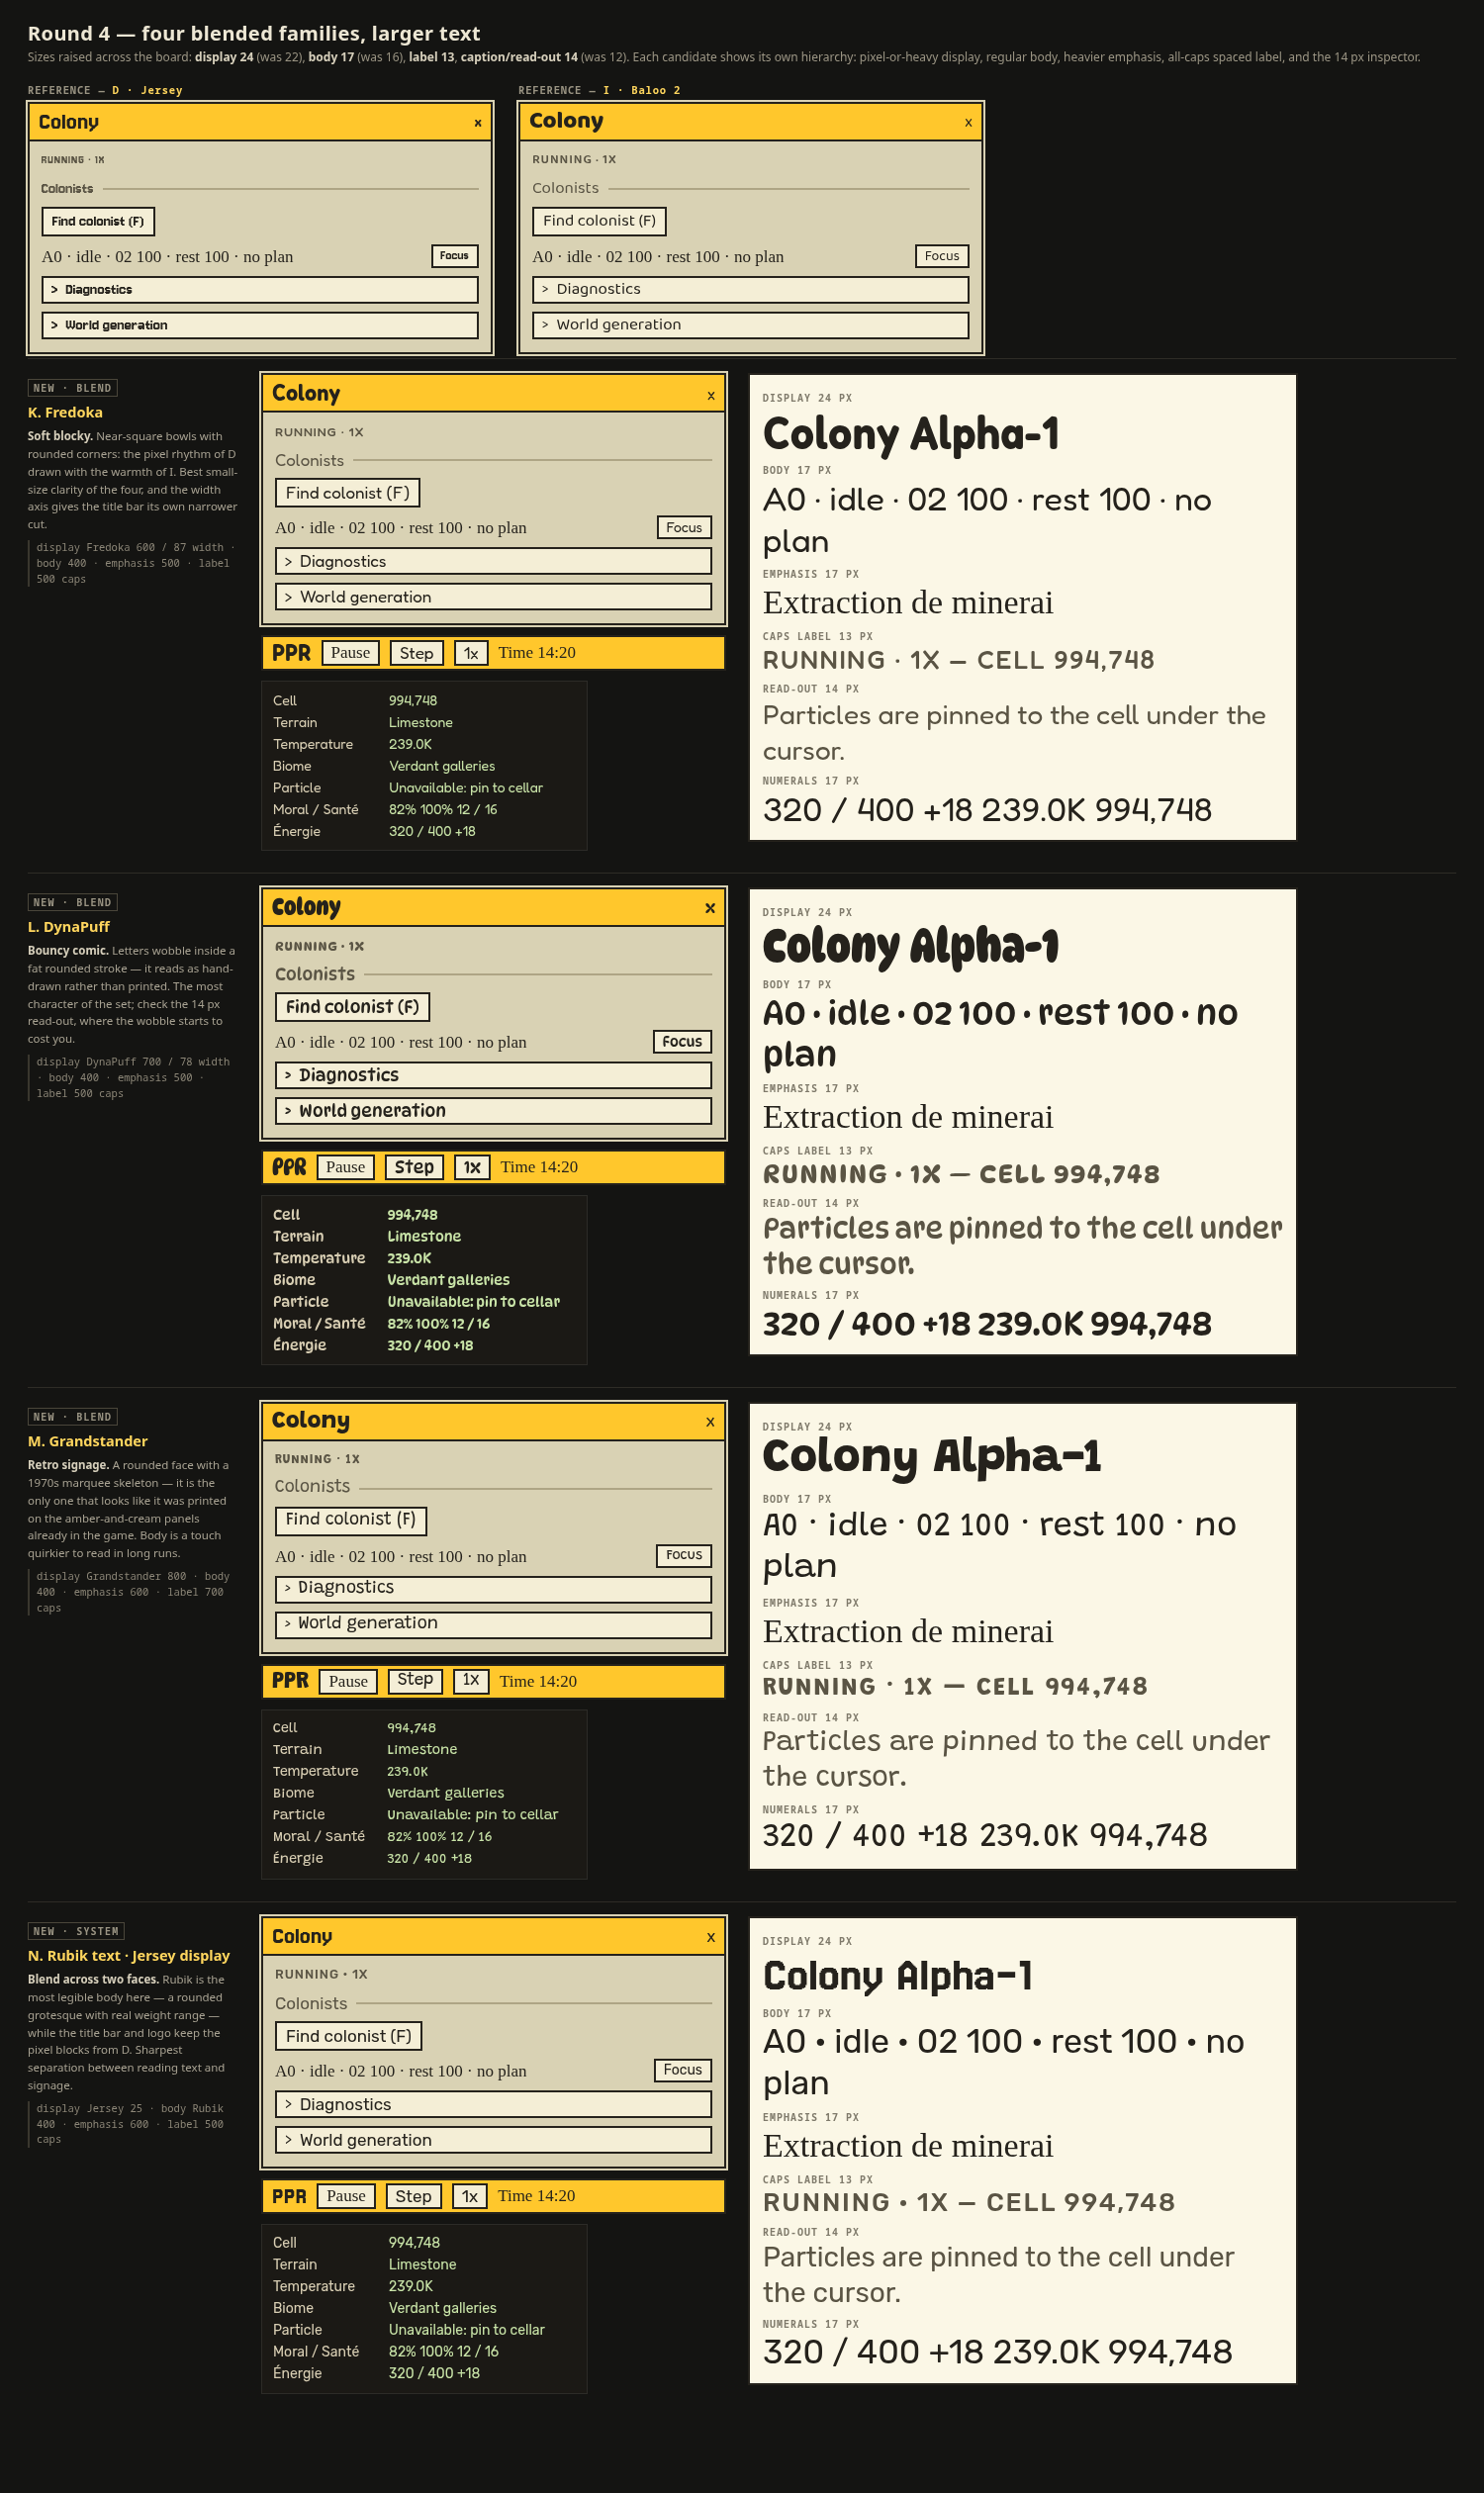 Round 4 — four blended families, larger text
Sizes raised across the board: display 24 (was 22), body 17 (was 16), label 13, caption/read-out 14 (was 12). Each candidate shows its own hierarchy: pixel-or-heavy display, regular body, heavier emphasis, all-caps spaced label, and the 14 px inspector.
REFERENCE — D · Jersey
Colony x
RUNNING · 1X
Colonists
Find colonist (F)
A0 · idle · 02 100 · rest 100 · no plan Focus
> Diagnostics
> World generation
REFERENCE — I · Baloo 2
Colony x
RUNNING · 1X
Colonists
Find colonist (F)
A0 · idle · 02 100 · rest 100 · no plan Focus
> Diagnostics
> World generation
NEW · BLEND
K. Fredoka
Soft blocky. Near-square bowls with
rounded corners: the pixel rhythm of D
drawn with the warmth of I. Best small-
size clarity of the four, and the width
axis gives the title bar its own narrower
cut.
display Fredoka 600 / 87 width ·
body 400 · emphasis 500 · label
500 caps
Colony x
RUNNING · 1X
Colonists
Find colonist (F)
A0 · idle · 02 100 · rest 100 · no plan Focus
> Diagnostics
> World generation
PPR Pause Step 1x Time 14:20
Cell 994,748
Terrain Limestone
Temperature 239.0K
Biome Verdant galleries
Particle Unavailable: pin to cellar
Moral / Santé 82% 100% 12 / 16
Énergie 320 / 400 +18
DISPLAY 24 PX
Colony Alpha-1
BODY 17 PX
A0 · idle · 02 100 · rest 100 · no
plan
EMPHASIS 17 PX
Extraction de minerai
CAPS LABEL 13 PX
RUNNING · 1X — CELL 994,748
READ-OUT 14 PX
Particles are pinned to the cell under the
cursor.
NUMERALS 17 PX
320 / 400 +18 239.0K 994,748
NEW · BLEND
L. DynaPuff
Bouncy comic. Letters wobble inside a
fat rounded stroke — it reads as hand-
drawn rather than printed. The most
character of the set; check the 14 px
read-out, where the wobble starts to
cost you.
display DynaPuff 700 / 78 width
· body 400 · emphasis 500 ·
label 500 caps
Colony x
RUNNING · 1X
Colonists
Find colonist (F)
A0 · idle · 02 100 · rest 100 · no plan Focus
> Diagnostics
> World generation
PPR Pause Step 1x Time 14:20
Cell 994,748
Terrain Limestone
Temperature 239.0K
Biome Verdant galleries
Particle Unavailable: pin to cellar
Moral / Santé 82% 100% 12 / 16
Énergie 320 / 400 +18
DISPLAY 24 PX
Colony Alpha-1
BODY 17 PX
A0 · idle · 02 100 · rest 100 · no
plan
EMPHASIS 17 PX
Extraction de minerai
CAPS LABEL 13 PX
RUNNING · 1X — CELL 994,748
READ-OUT 14 PX
Particles are pinned to the cell under
the cursor.
NUMERALS 17 PX
320 / 400 +18 239.0K 994,748
NEW · BLEND
M. Grandstander
Retro signage. A rounded face with a
1970s marquee skeleton — it is the
only one that looks like it was printed
on the amber-and-cream panels
already in the game. Body is a touch
quirkier to read in long runs.
display Grandstander 800 · body
400 · emphasis 600 · label 700
caps
Colony x
RUNNING · 1X
Colonists
Find colonist (F)
A0 · idle · 02 100 · rest 100 · no plan Focus
> Diagnostics
> World generation
PPR Pause Step 1x Time 14:20
Cell 994,748
Terrain Limestone
Temperature 239.0K
Biome Verdant galleries
Particle Unavailable: pin to cellar
Moral / Santé 82% 100% 12 / 16
Énergie 320 / 400 +18
DISPLAY 24 PX
Colony Alpha-1
BODY 17 PX
A0 · idle · 02 100 · rest 100 · no
plan
EMPHASIS 17 PX
Extraction de minerai
CAPS LABEL 13 PX
RUNNING · 1X — CELL 994,748
READ-OUT 14 PX
Particles are pinned to the cell under
the cursor.
NUMERALS 17 PX
320 / 400 +18 239.0K 994,748
NEW · SYSTEM
N. Rubik text · Jersey display
Blend across two faces. Rubik is the
most legible body here — a rounded
grotesque with real weight range —
while the title bar and logo keep the
pixel blocks from D. Sharpest
separation between reading text and
signage.
display Jersey 25 · body Rubik
400 · emphasis 600 · label 500
caps
Colony x
RUNNING • 1X
Colonists
Find colonist (F)
A0 · idle · 02 100 · rest 100 · no plan Focus
> Diagnostics
> World generation
PPR Pause Step 1x Time 14:20
Cell 994,748
Terrain Limestone
Temperature 239.0K
Biome Verdant galleries
Particle Unavailable: pin to cellar
Moral / Santé 82% 100% 12 / 16
Énergie 320 / 400 +18
DISPLAY 24 PX
Colony Alpha-1
BODY 17 PX
A0 • idle • 02 100 • rest 100 • no
plan
EMPHASIS 17 PX
Extraction de minerai
CAPS LABEL 13 PX
RUNNING • 1X — CELL 994,748
READ-OUT 14 PX
Particles are pinned to the cell under
the cursor.
NUMERALS 17 PX
320 / 400 +18 239.0K 994,748